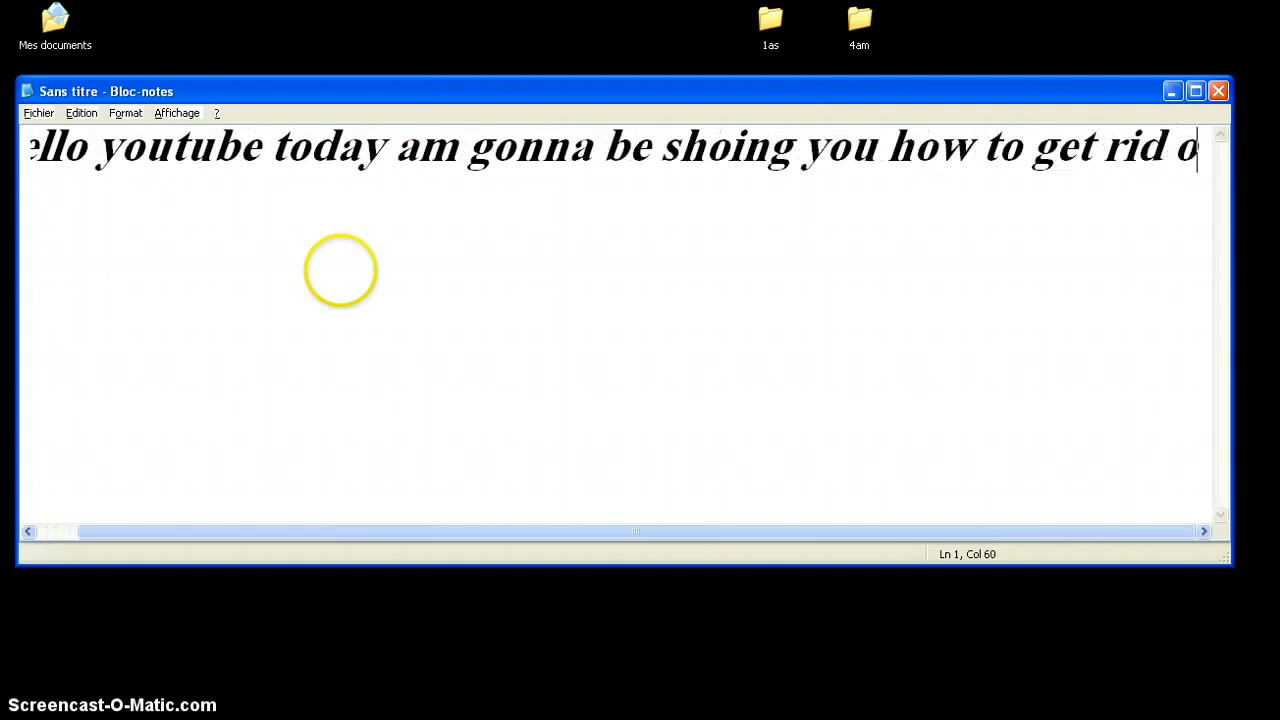 Mes documents
1as
4am
Sans titre - Bloc-notes
Fichier Edition Format Affichage ?
ello youtube today am gonna be shoing you how to get rid o
Ln 1, Col 60
Screencast-O-Matic.com